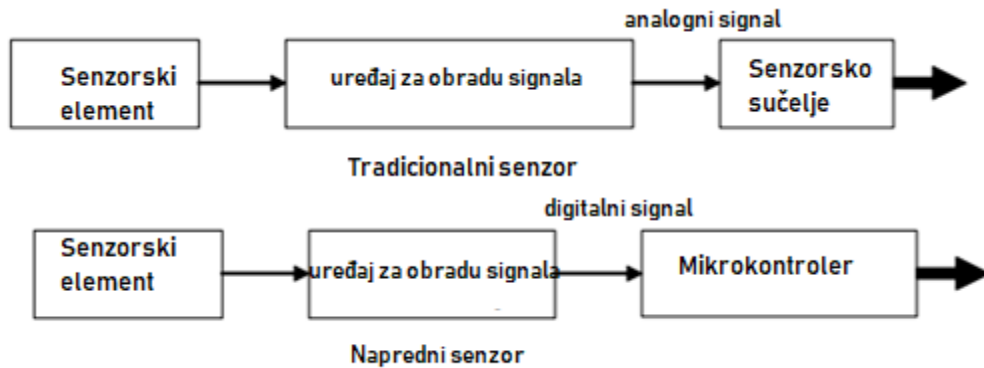 analogni signal
Senzorski
element
uređaj za obradu signala
Senzorsko
sučelje
Tradicionalni senzor
digitalni signal
Senzorski
element
uređaj za obradu signala
Mikrokontroler
Napredni senzor